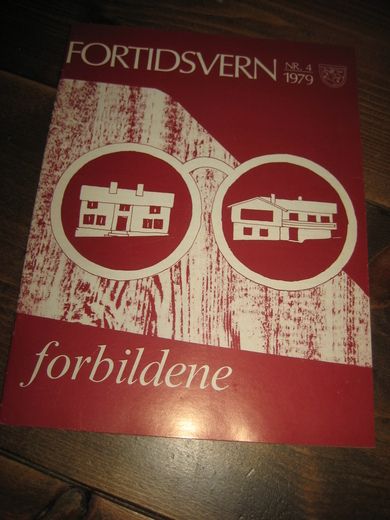 FORTIDSVERN NR. 4
1979
forbildene